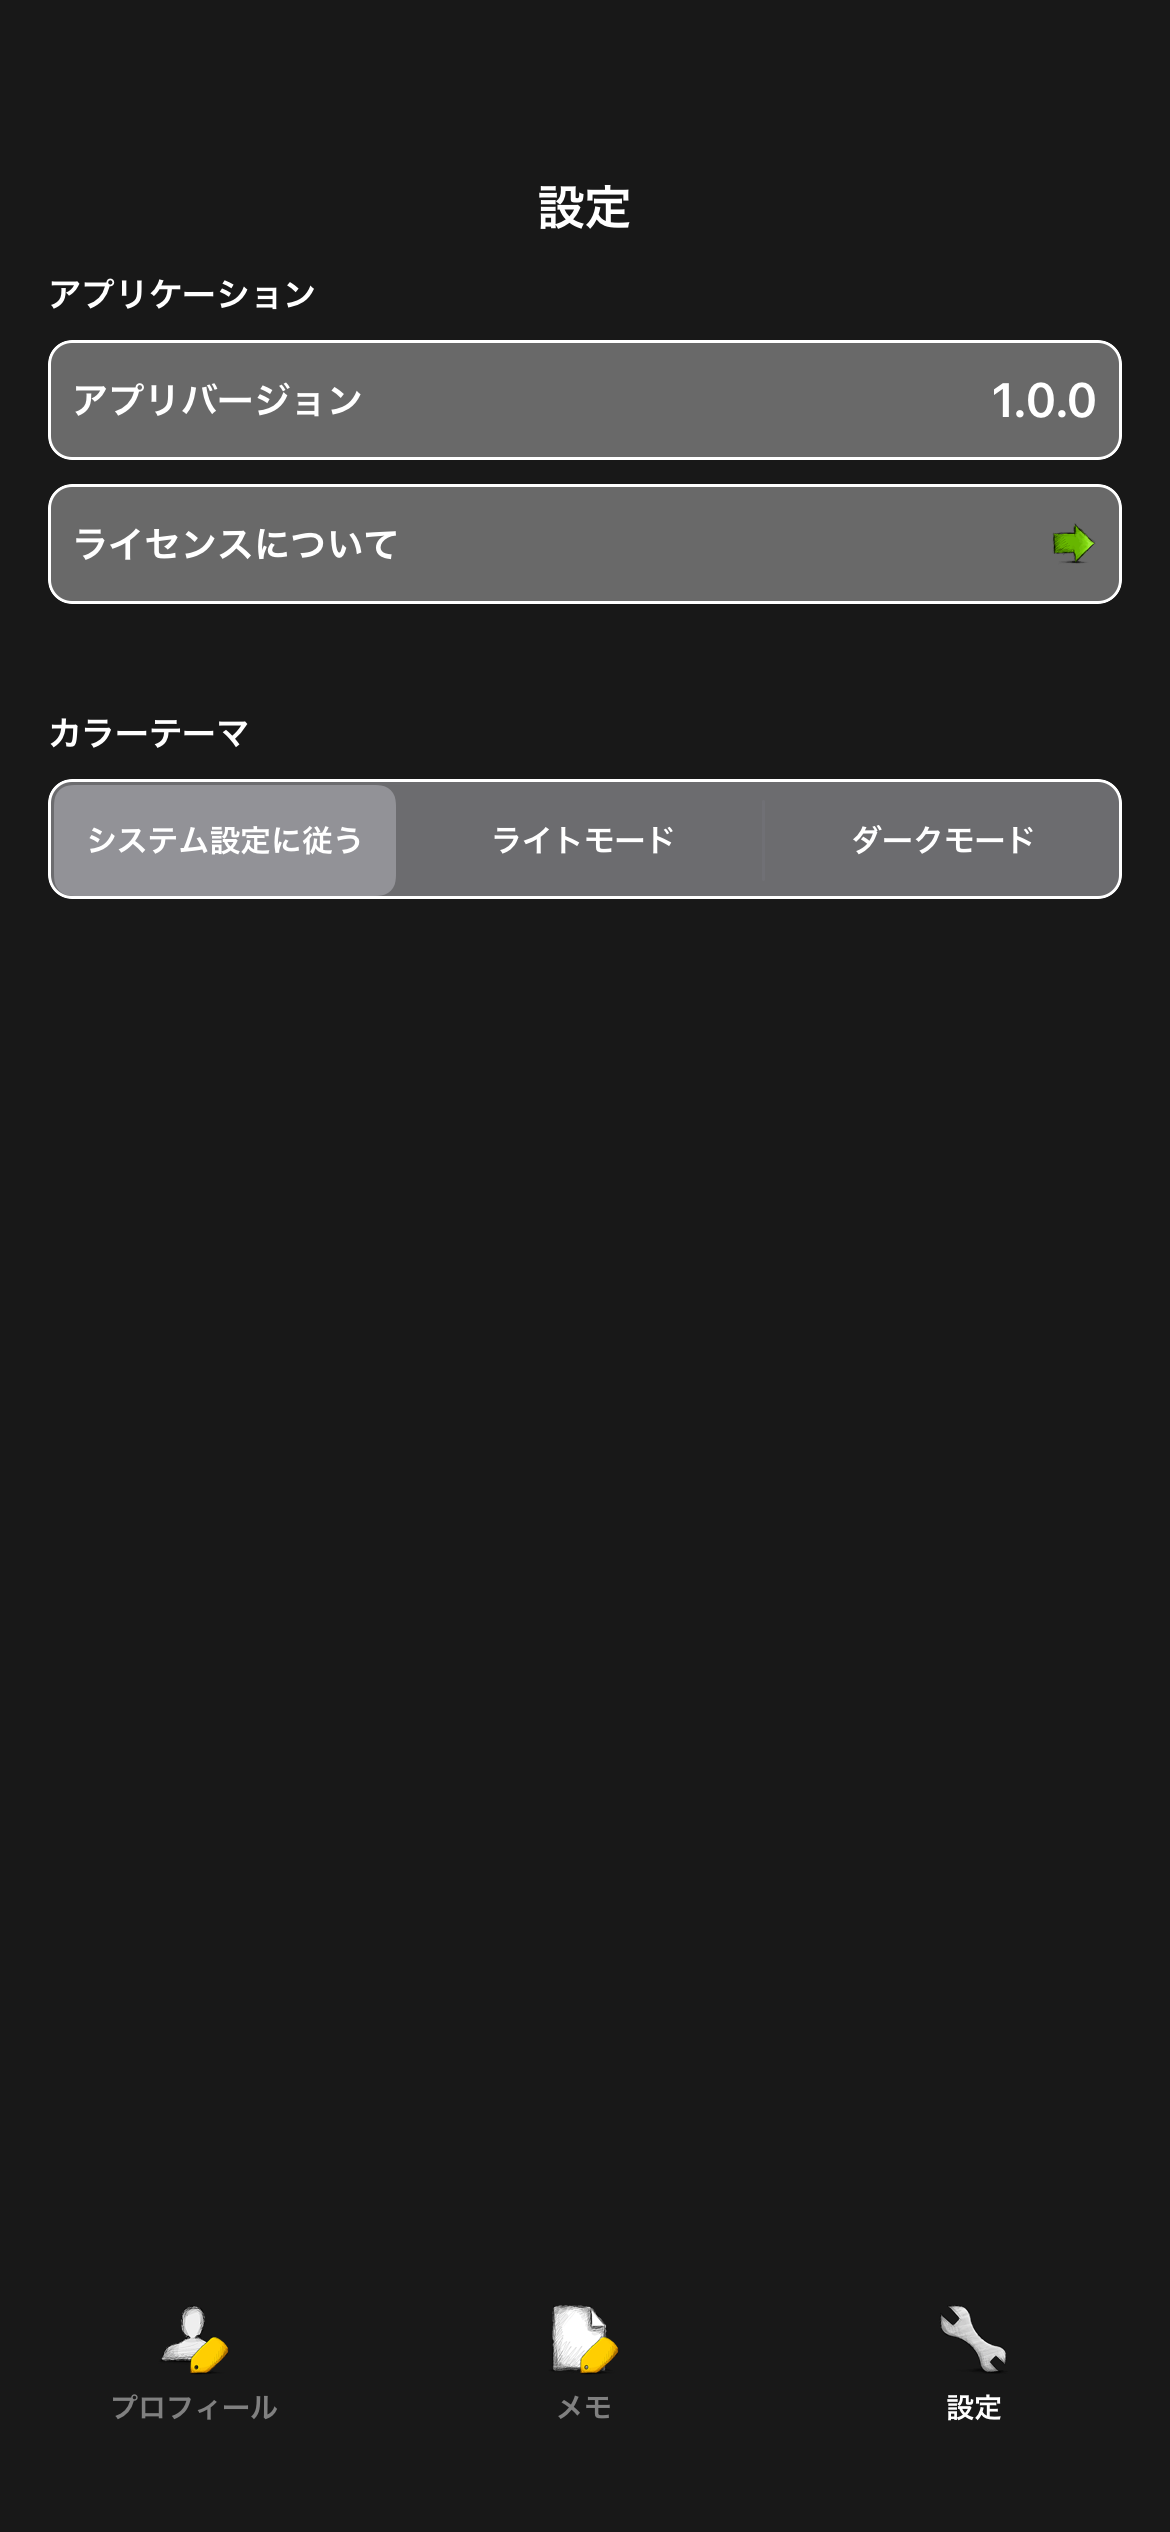 設定
アプリケーション
アプリバージョン 1.0.0
ライセンスについて
カラーテーマ
システム設定に従う ライトモード ダークモード
プロフィール メモ 設定